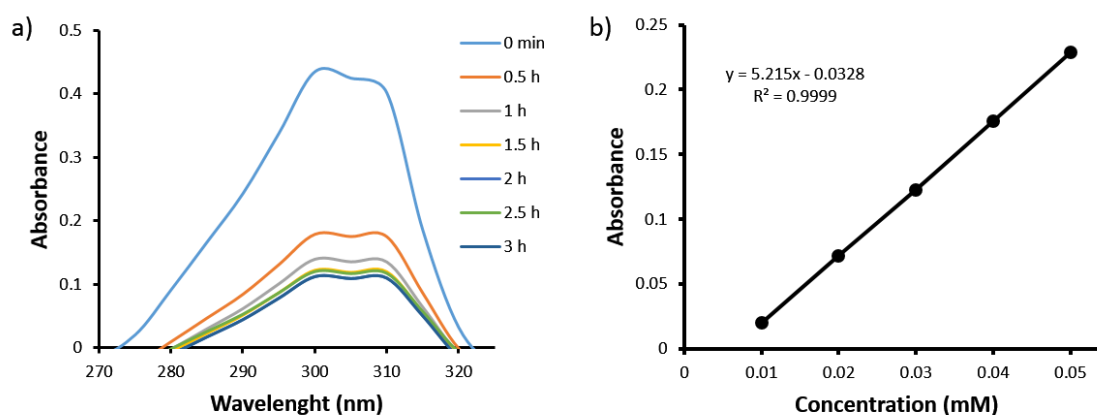 a)
0.5
0.4
0.3
0.2
0.1
0
270
280
290
300
310
320
Absorbance
Wavelenght (nm)
0 min
0.5 h
1 h
1.5 h
2 h
2.5 h
3 h
b)
0.25
0.2
0.15
0.1
0.05
0
0
0.01
0.02
0.03
0.04
0.05
Absorbance
Concentration (mM)
y = 5.215x - 0.0328
R² = 0.9999